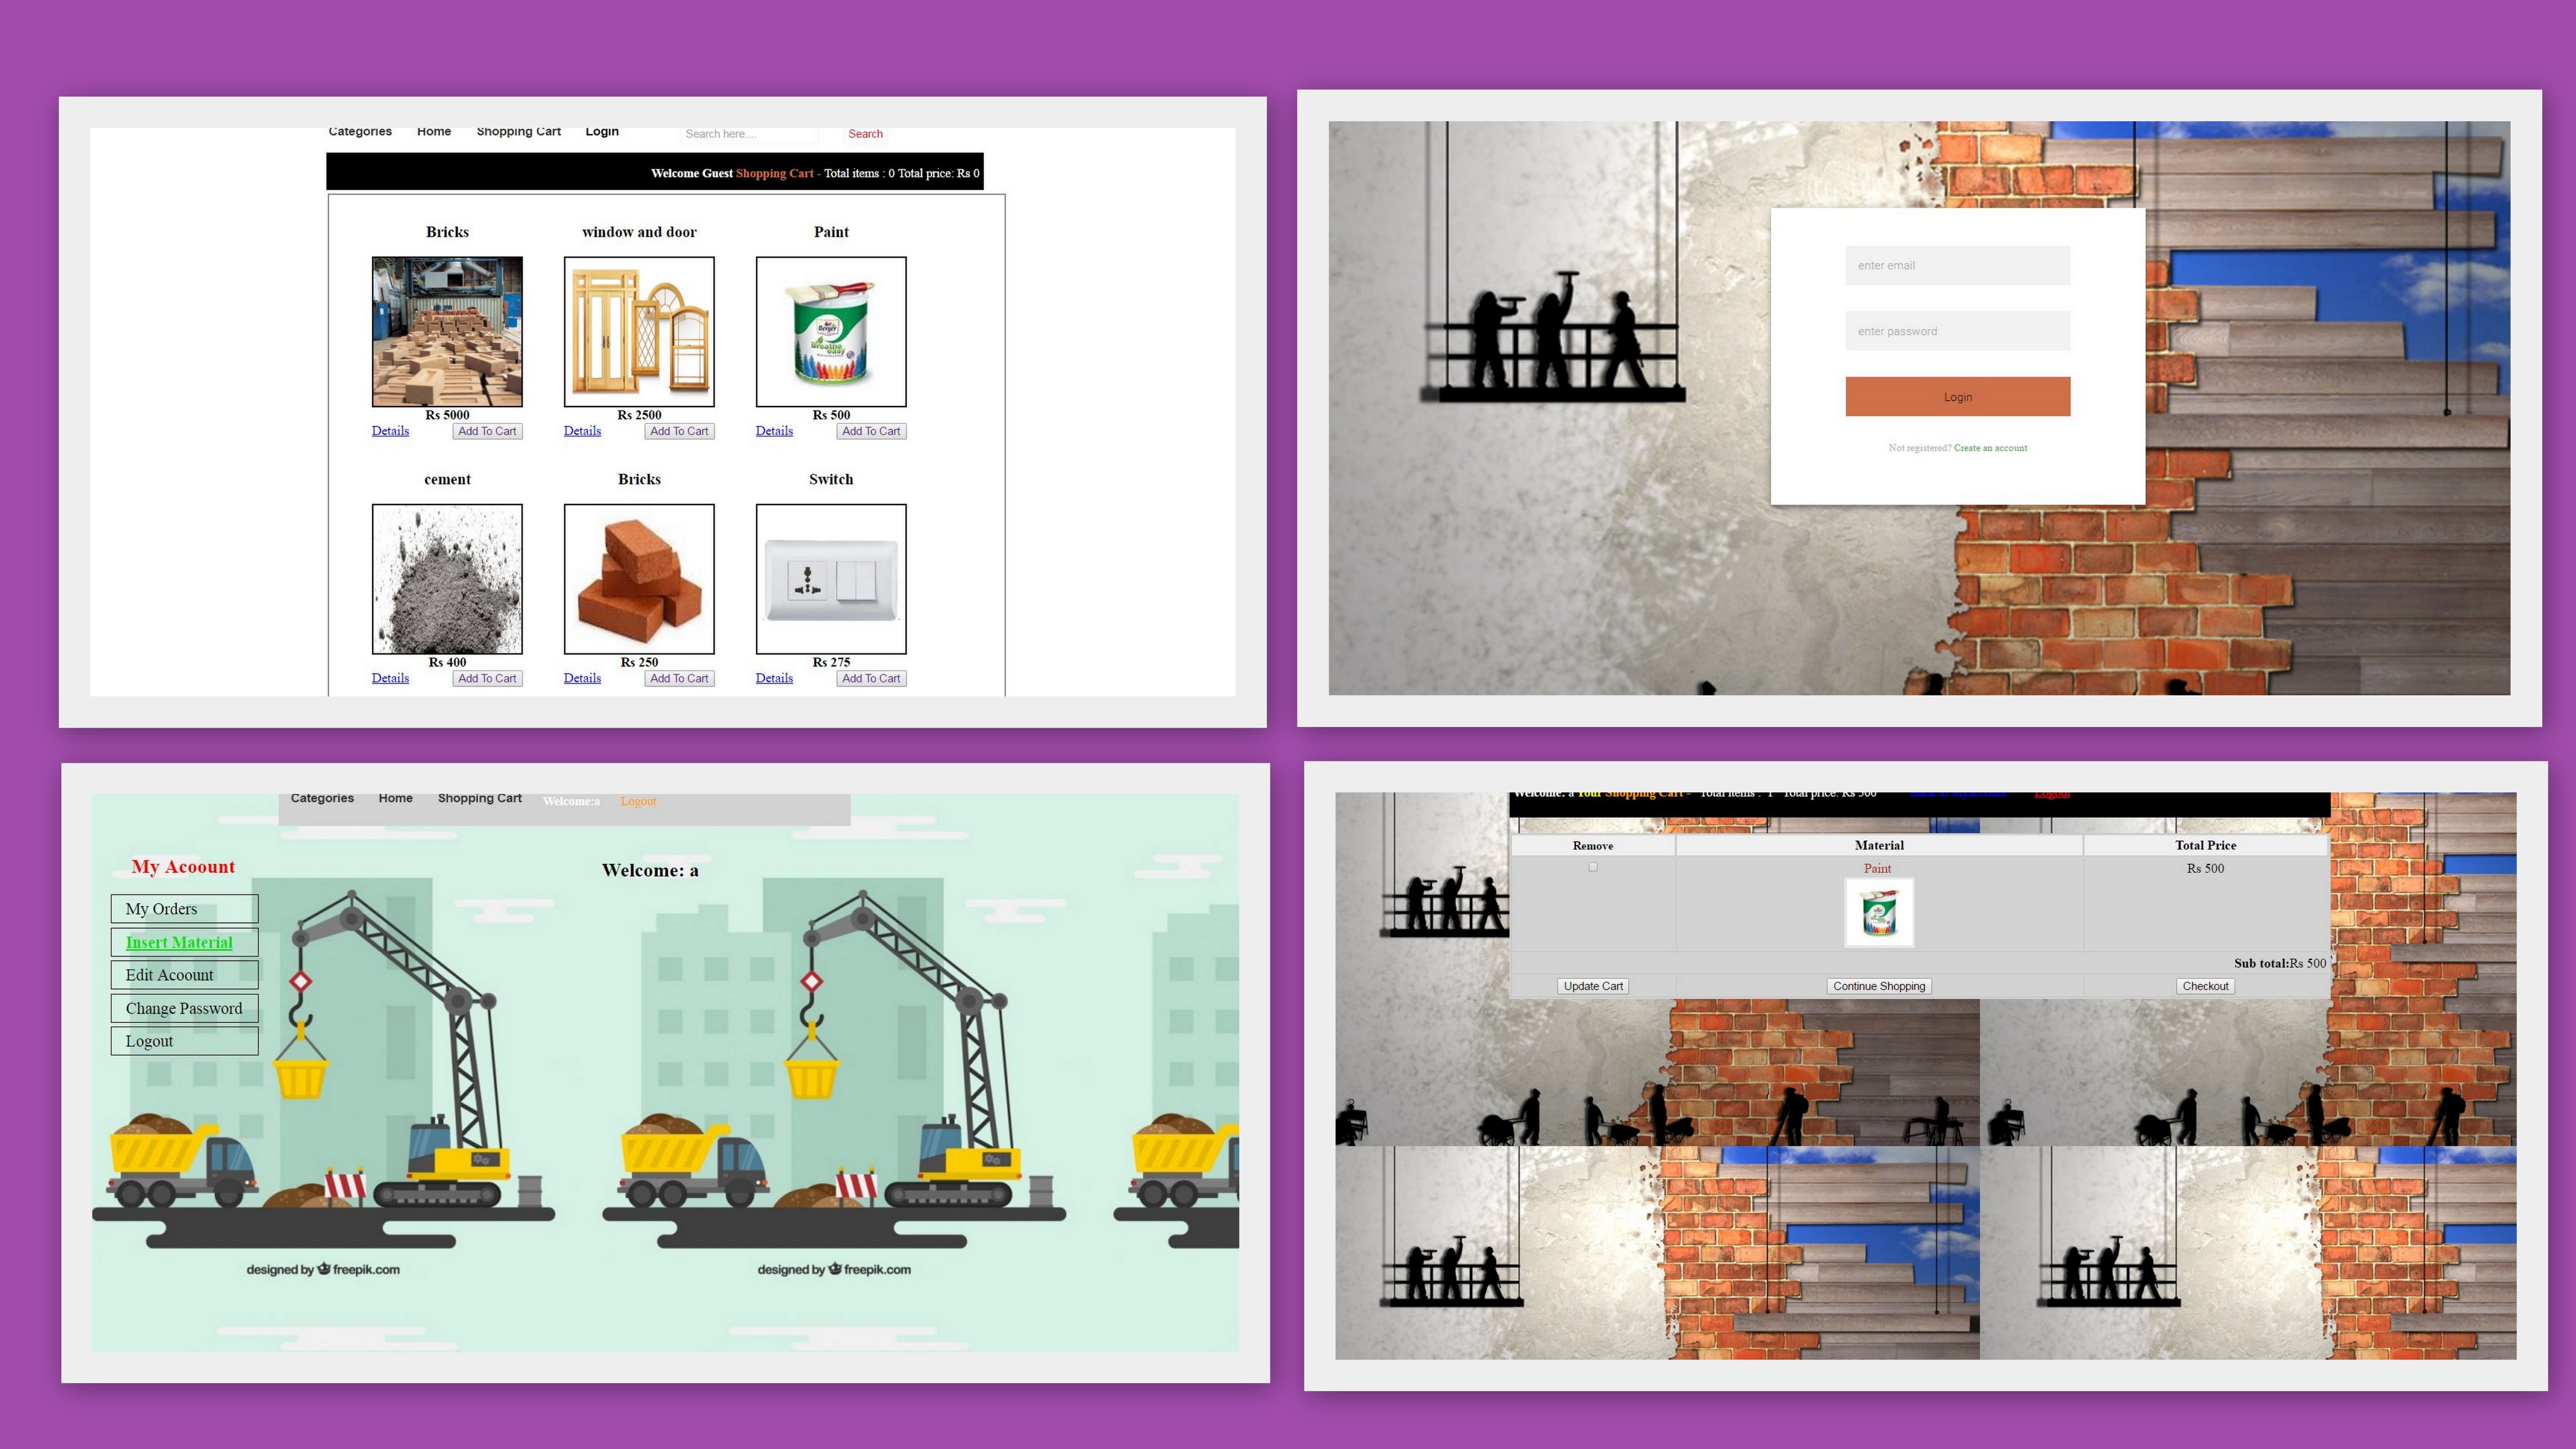 Categories Home Shopping Cart Login Search here.... Search
Welcome Guest Shopping Cart - Total items : 0 Total price: Rs 0
Bricks window and door Paint
Berger
Breathe
easy
Rs 5000 Rs 2500 Rs 500
Details Add To Cart Details Add To Cart Details Add To Cart
cement Bricks Switch
Rs 400 Rs 250 Rs 275
Details Add To Cart Details Add To Cart Details Add To Cart
enter email
enter password
Login
Not registered? Create an account
Categories Home Shopping Cart Welcome:a Logout
My Acoount
Welcome: a
My Orders
Insert Material
Edit Acoount
Change Password
Logout
designed by freepik.com designed by freepik.com
Welcome: a Your Shopping Cart - Total items : 1 Total price: Rs 500 Logout
Remove Material Total Price
Paint Rs 500
Sub total:Rs 500
Update Cart Continue Shopping Checkout